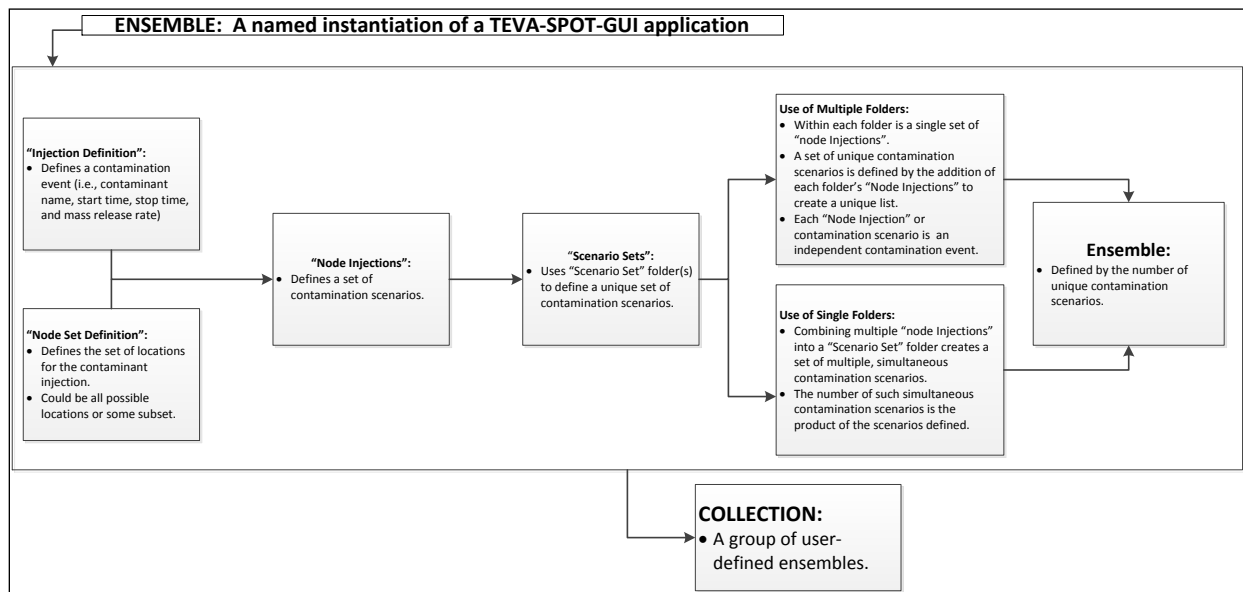 ENSEMBLE: A named instantiation of a TEVA-SPOT-GUI application
“Injection Definition”:
• Defines a contamination
event (i.e., contaminant
name, start time, stop time,
and mass release rate)
“Node Set Definition”:
• Defines the set of locations
for the contaminant
injection.
• Could be all possible
locations or some subset.
“Node Injections”:
• Defines a set of
contamination scenarios.
“Scenario Sets”:
• Uses “Scenario Set” folder(s)
to define a unique set of
contamination scenarios.
Use of Multiple Folders:
• Within each folder is a single set of
“node Injections”.
• A set of unique contamination
scenarios is defined by the addition of
each folder’s “Node Injections” to
create a unique list.
• Each “Node Injection” or
contamination scenario is an
independent contamination event.
Use of Single Folders:
• Combining multiple “node Injections”
into a “Scenario Set” folder creates a
set of multiple, simultaneous
contamination scenarios.
• The number of such simultaneous
contamination scenarios is the
product of the scenarios defined.
Ensemble:
• Defined by the number of
unique contamination
scenarios.
COLLECTION:
• A group of user-
defined ensembles.